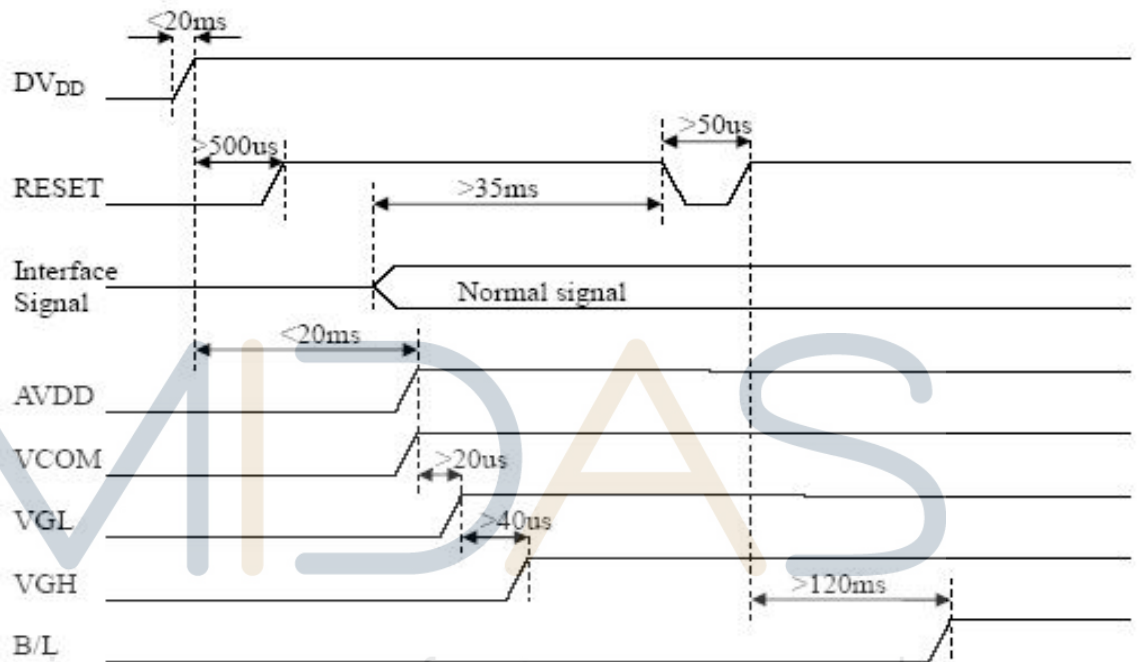 <20ms
DVDD
>50us
>500us
RESET
>35ms
Interface
Signal
Normal signal
<20ms
AVDD
VCOM
>20us
VGL
>40us
VGH
>120ms
B/L
MIDAS